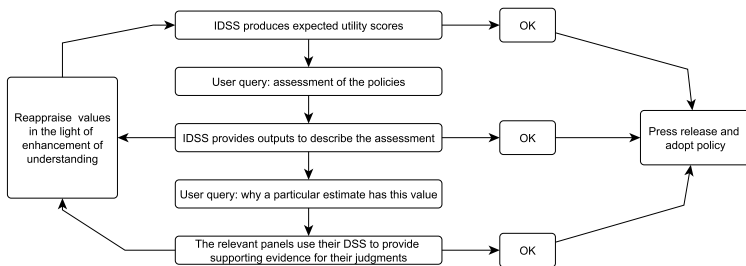 IDSS produces expected utility scores
OK
User query: assessment of the policies
Reappraise values
in the light of
enhancement of
understanding
IDSS provides outputs to describe the assessment
OK
Press release and
adopt policy
User query: why a particular estimate has this value
The relevant panels use their DSS to provide
supporting evidence for their judgments
OK